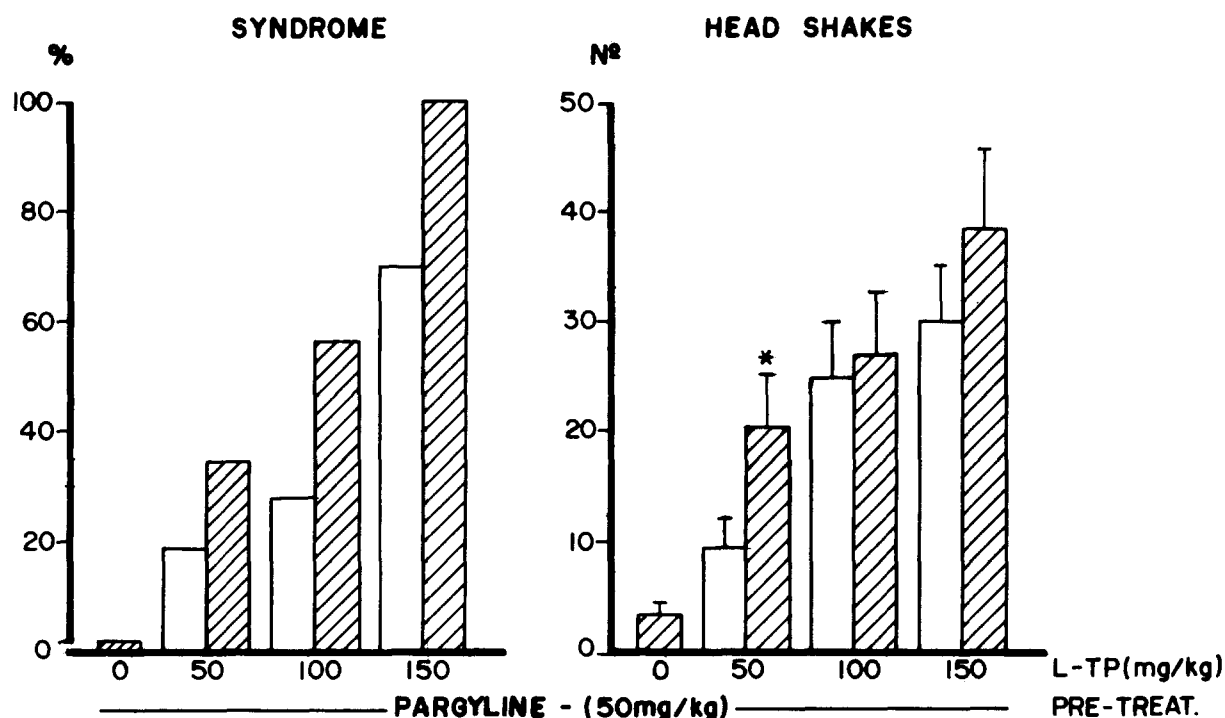 SYNDROME
HEAD SHAKES
%
Nº
100
80
60
40
20
0
50
40
30
20
10
0
*
0 50 100 150
0 50 100 150 L-TP(mg/kg)
PARGYLINE - (50mg/kg) PRE-TREAT.